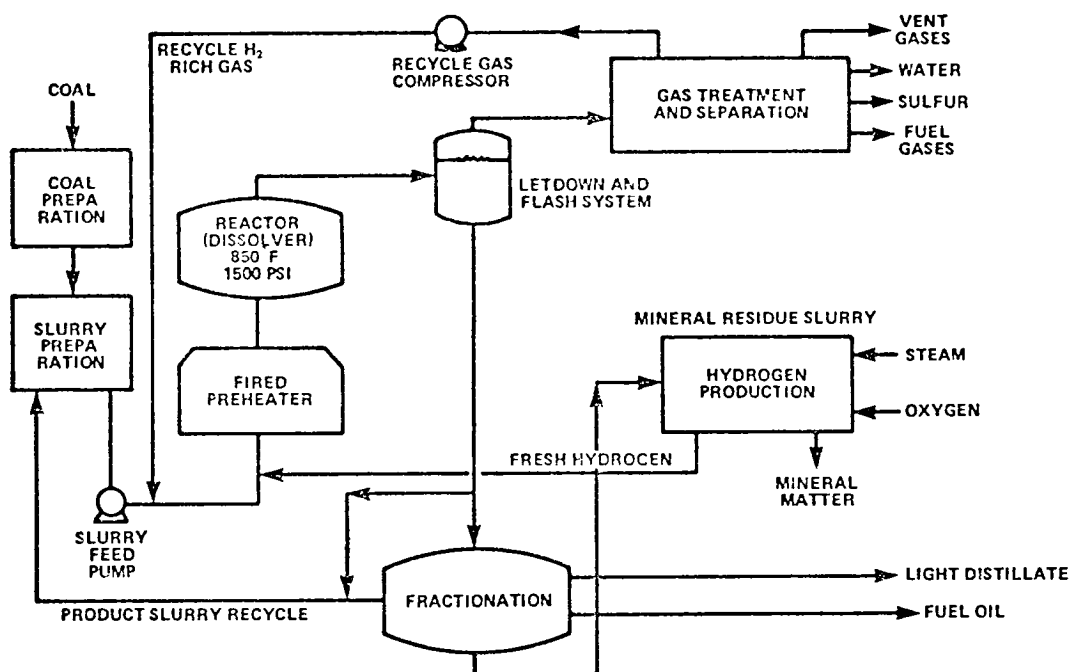 VENT
GASES
RECYCLE H₂
RICH GAS
RECYCLE GAS
COMPRESSOR
WATER
COAL
GAS TREATMENT
AND SEPARATION
SULFUR
FUEL
GASES
COAL
PREPA
RATION
LETDOWN AND
FLASH SYSTEM
REACTOR
(DISSOLVER)
850 F
1500 PSI
SLURRY
PREPA
RATION
MINERAL RESIDUE SLURRY
STEAM
HYDROGEN
PRODUCTION
FIRED
PREHEATER
OXYGEN
FRESH HYDROCEN
MINERAL
MATTER
SLURRY
FEED
PUMP
LIGHT DISTILLATE
FRACTIONATION
PRODUCT SLURRY RECYCLE
FUEL OIL